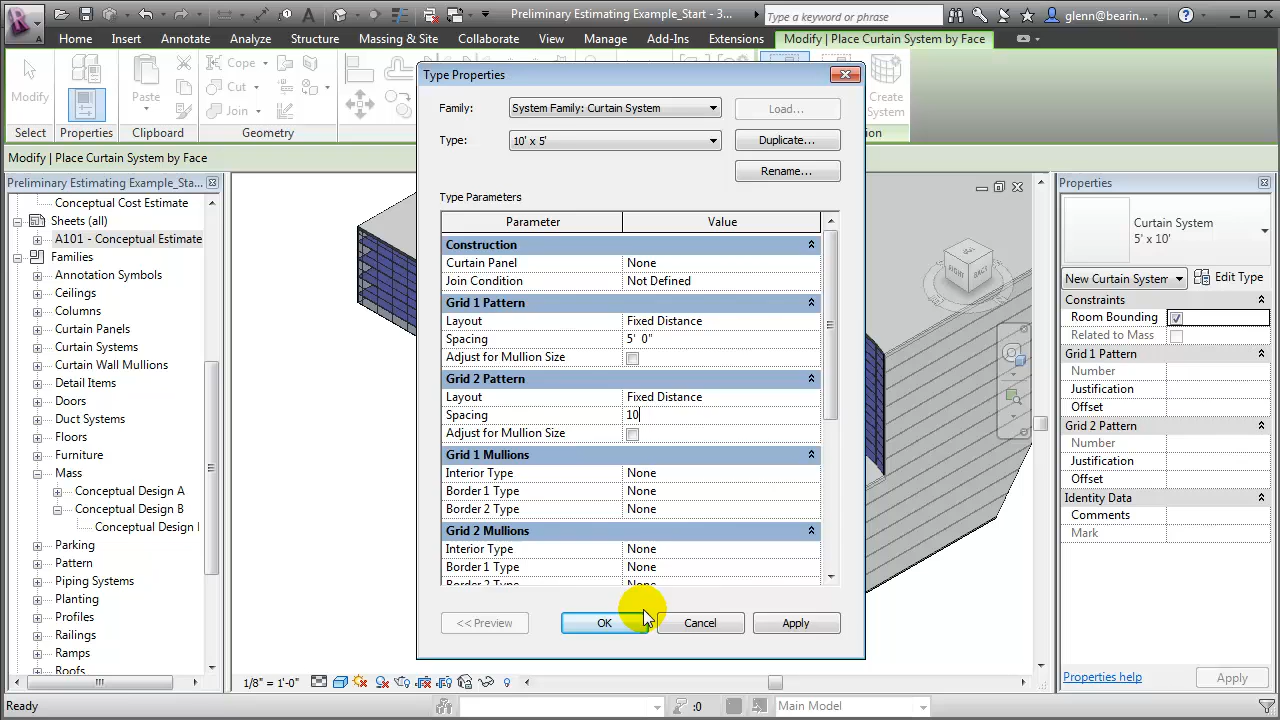 Preliminary Estimating Example_Start - 3...
Type a keyword or phrase
glenn@bearin...
Home Insert Annotate Analyze Structure Massing & Site Collaborate View Manage Add-Ins Extensions Modify | Place Curtain System by Face
Modify
Properties
Paste
Cope
Cut
Join
Create
System
Select Properties Clipboard Geometry
Modify | Place Curtain System by Face
Preliminary Estimating Example_Sta...
Conceptual Cost Estimate
Sheets (all)
A101 - Conceptual Estimate
Families
Annotation Symbols
Ceilings
Columns
Curtain Panels
Curtain Systems
Curtain Wall Mullions
Detail Items
Doors
Duct Systems
Floors
Furniture
Mass
Conceptual Design A
Conceptual Design B
Conceptual Design
Parking
Pattern
Piping Systems
Planting
Profiles
Railings
Ramps
Roofs
Type Properties
Family: System Family: Curtain System Load...
Type: 10' x 5' Duplicate...
Rename...
Type Parameters
Parameter Value
Construction
Curtain Panel None
Join Condition Not Defined
Grid 1 Pattern
Layout Fixed Distance
Spacing 5' 0"
Adjust for Mullion Size
Grid 2 Pattern
Layout Fixed Distance
Spacing 10
Adjust for Mullion Size
Grid 1 Mullions
Interior Type None
Border 1 Type None
Border 2 Type None
Grid 2 Mullions
Interior Type None
Border 1 Type None
Border 2 Type None
<< Preview OK Cancel Apply
RIGHT BACK
Properties
Curtain System
5' x 10'
New Curtain System Edit Type
Constraints
Room Bounding
Related to Mass
Grid 1 Pattern
Number
Justification
Offset
Grid 2 Pattern
Number
Justification
Offset
Identity Data
Comments
Mark
Properties help Apply
1/8" = 1'-0"
Ready
:0
Main Model